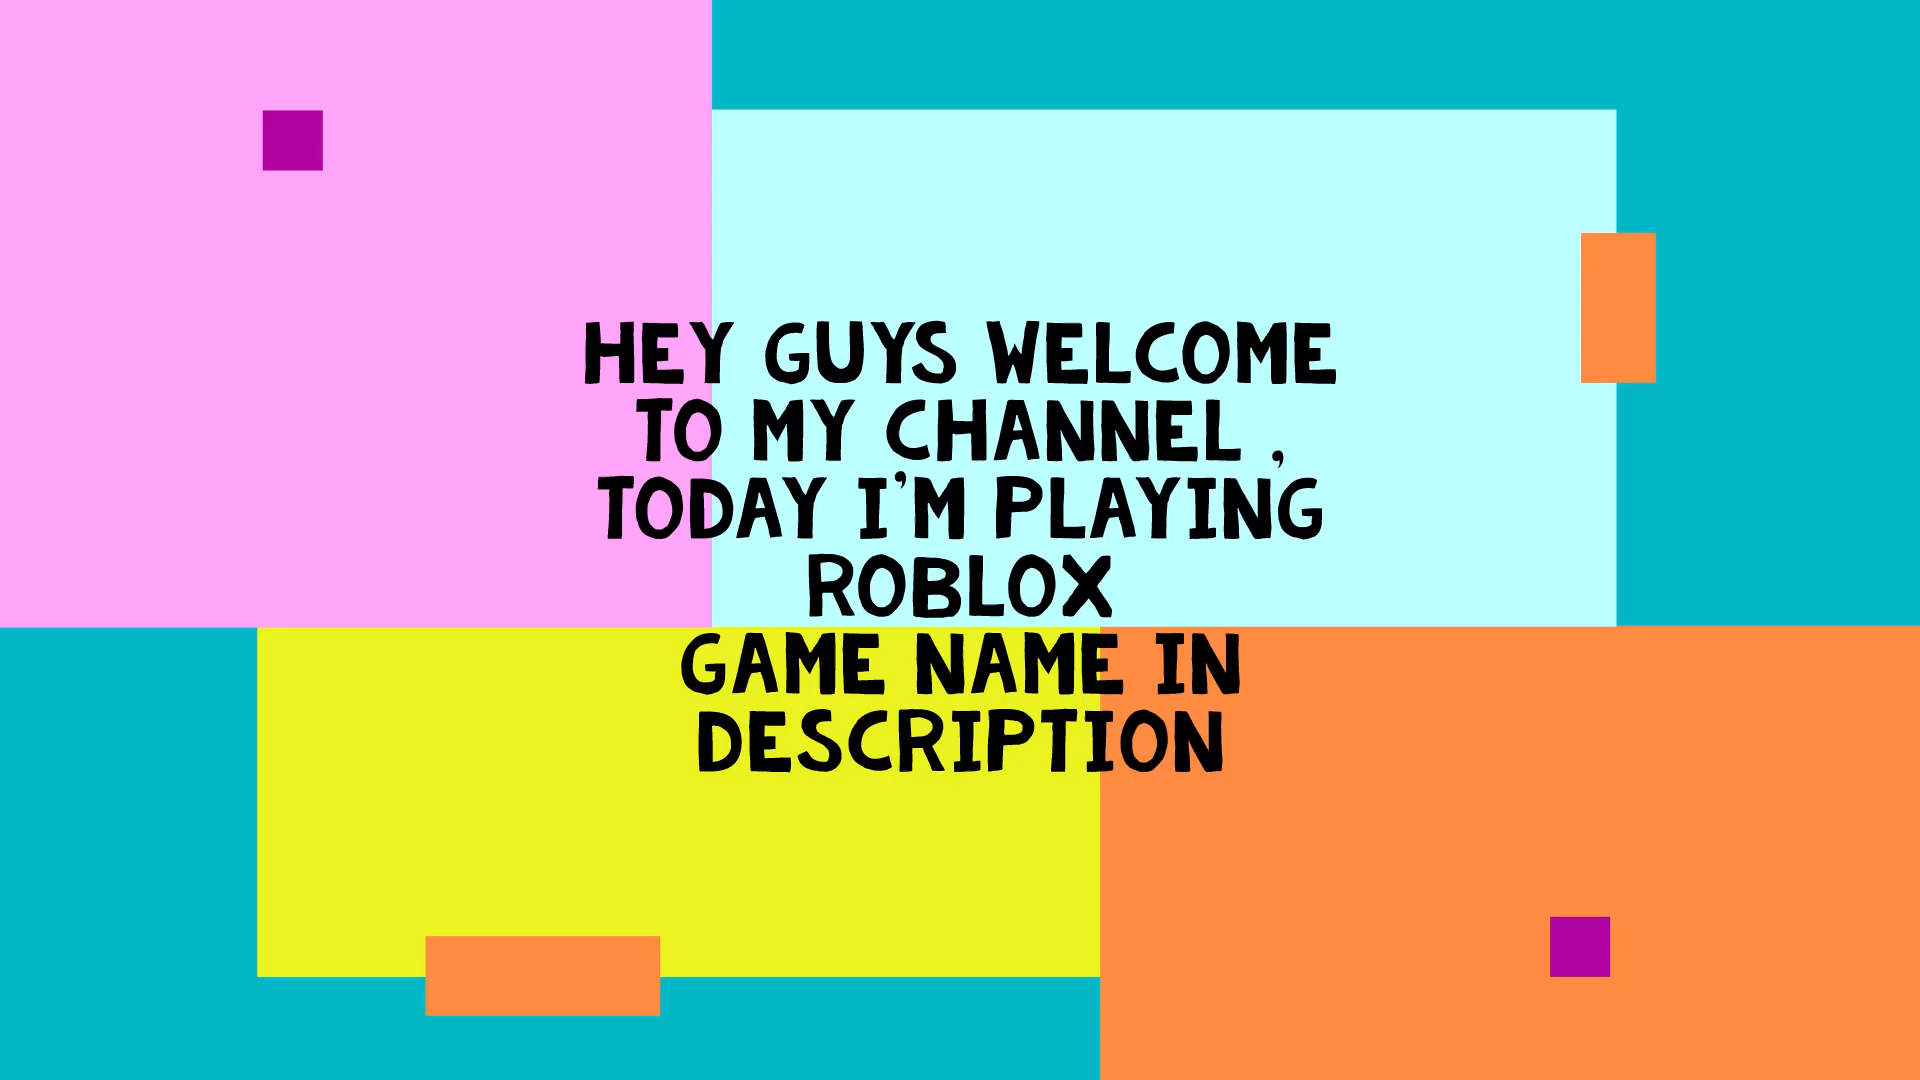 HEY GUYS WELCOME
TO MY CHANNEL ,
TODAY I'M PLAYING
ROBLOX
GAME NAME IN
DESCRIPTION